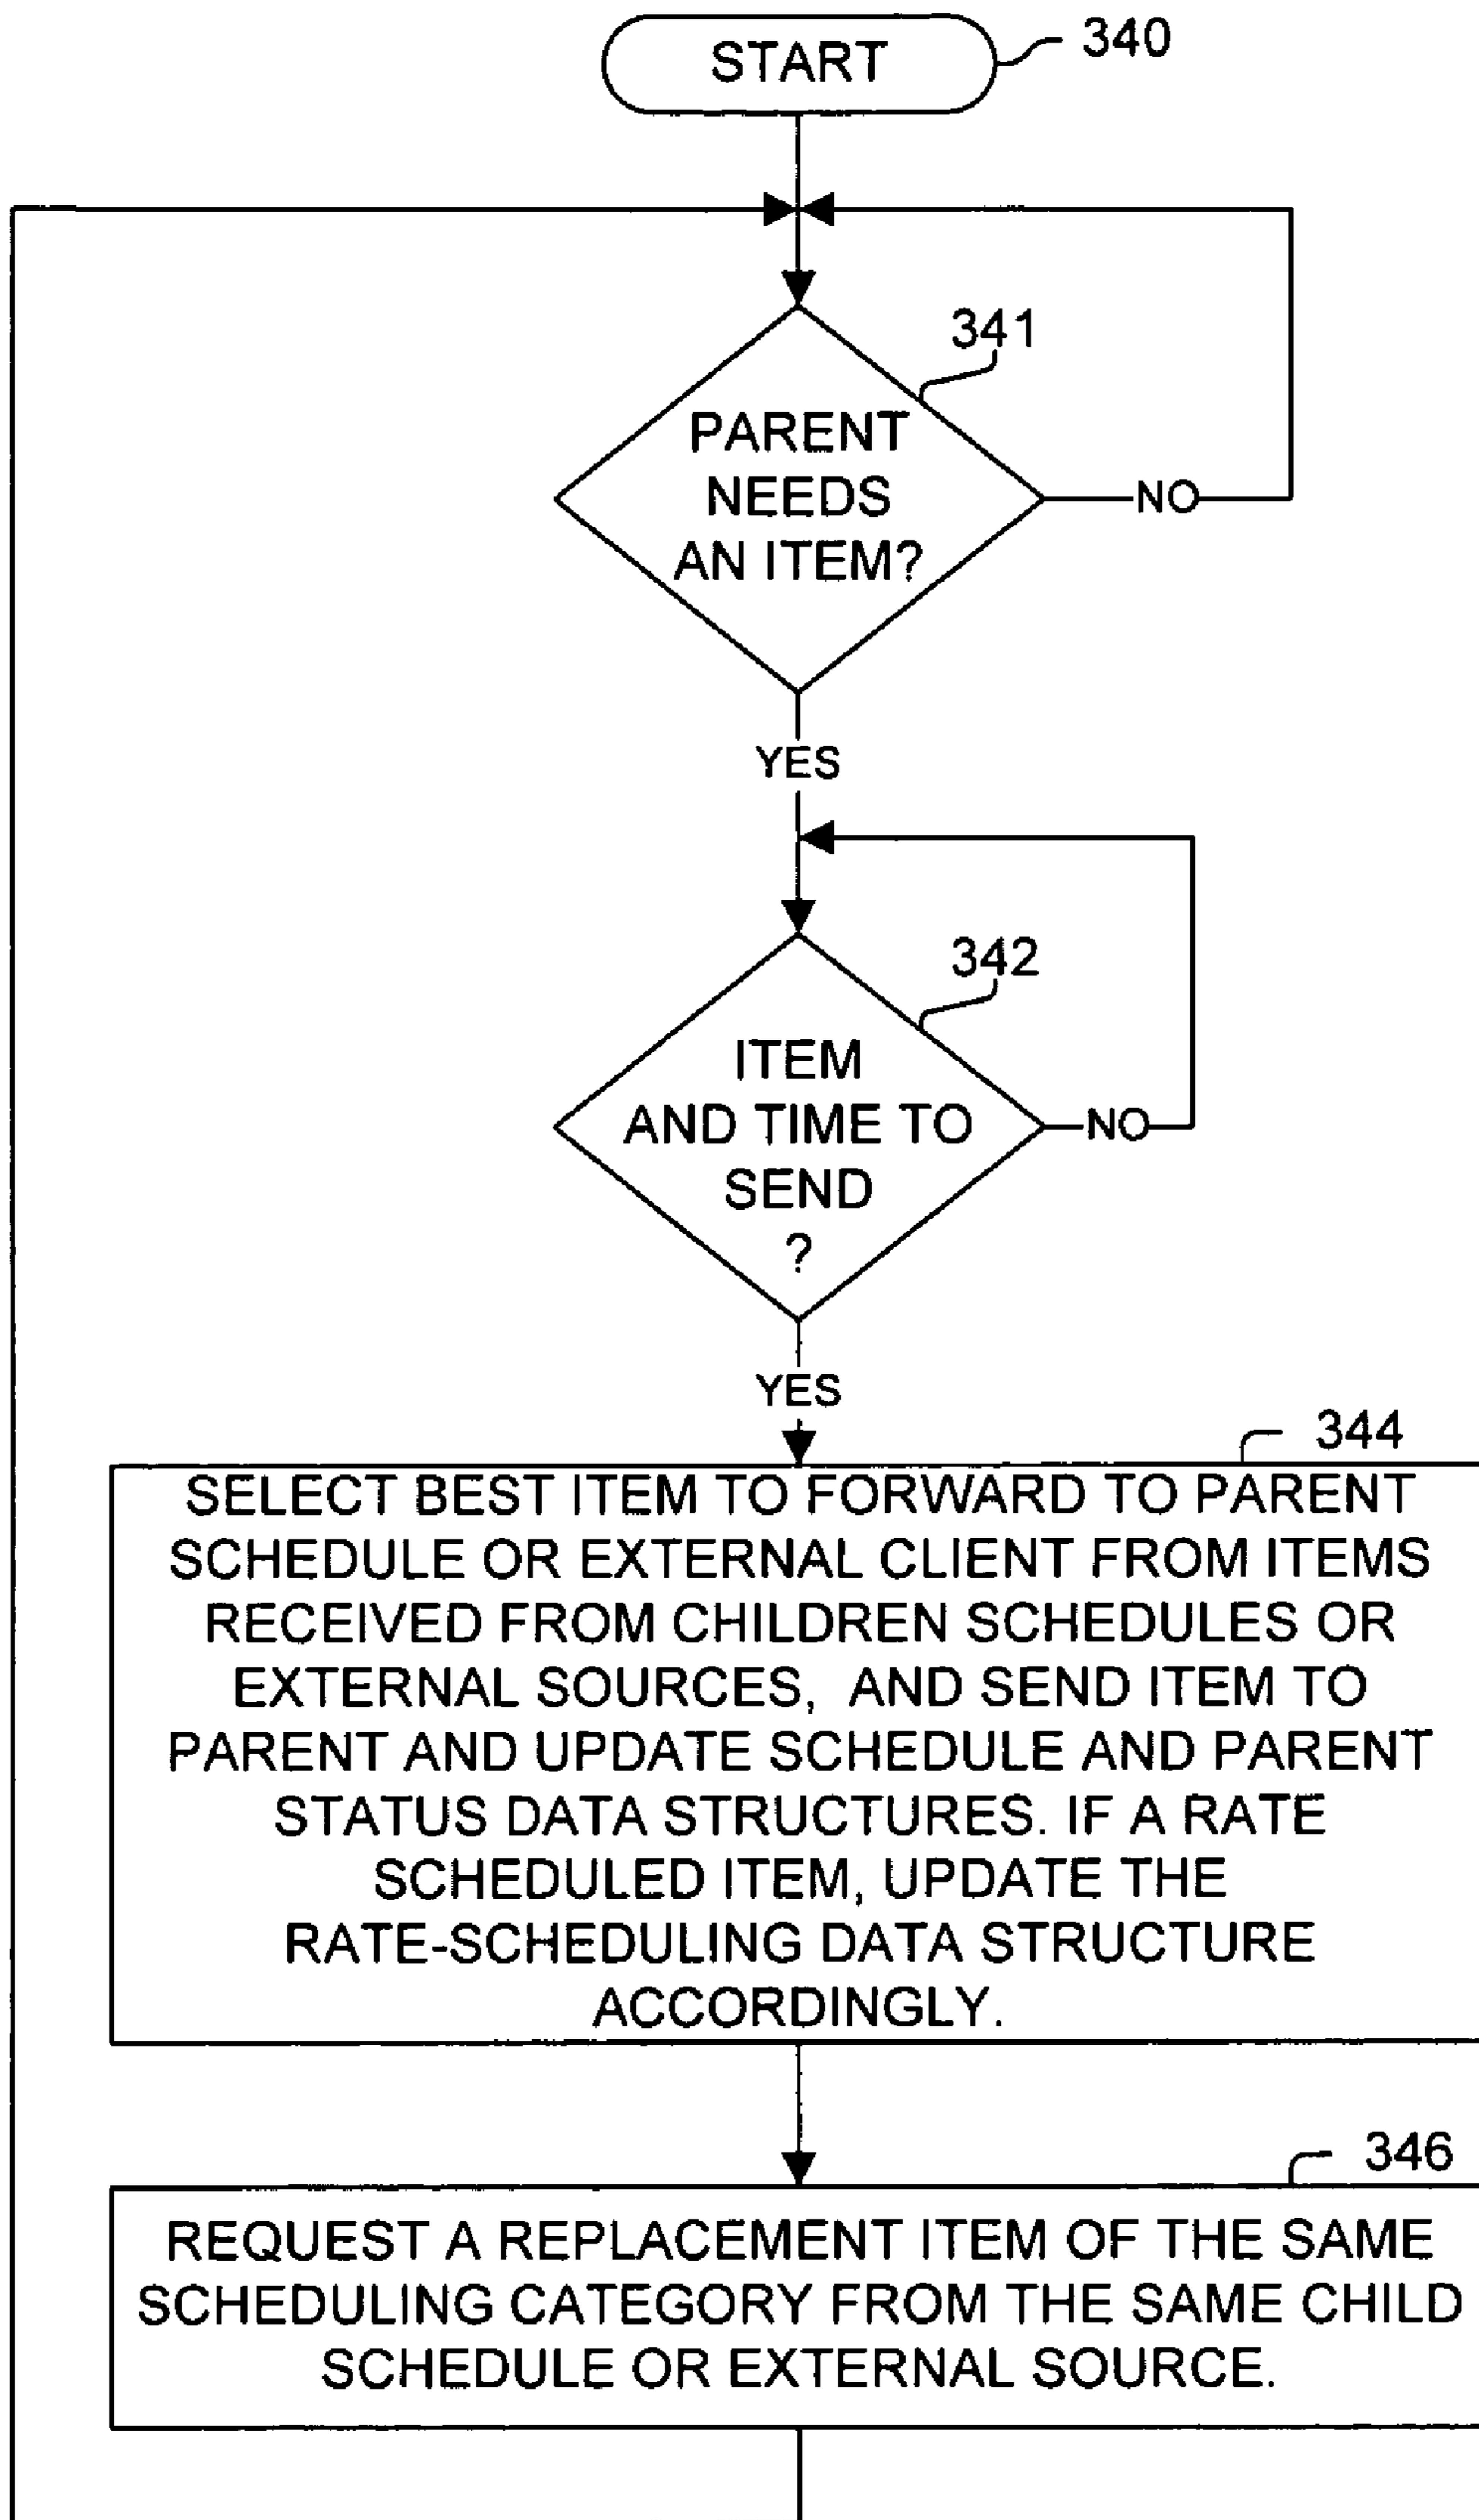 START
340
341
PARENT
NEEDS
AN ITEM?
NO
YES
342
ITEM
AND TIME TO
SEND
?
NO
YES
344
SELECT BEST ITEM TO FORWARD TO PARENT
SCHEDULE OR EXTERNAL CLIENT FROM ITEMS
RECEIVED FROM CHILDREN SCHEDULES OR
EXTERNAL SOURCES, AND SEND ITEM TO
PARENT AND UPDATE SCHEDULE AND PARENT
STATUS DATA STRUCTURES. IF A RATE
SCHEDULED ITEM, UPDATE THE
RATE-SCHEDULING DATA STRUCTURE
ACCORDINGLY.
346
REQUEST A REPLACEMENT ITEM OF THE SAME
SCHEDULING CATEGORY FROM THE SAME CHILD
SCHEDULE OR EXTERNAL SOURCE.